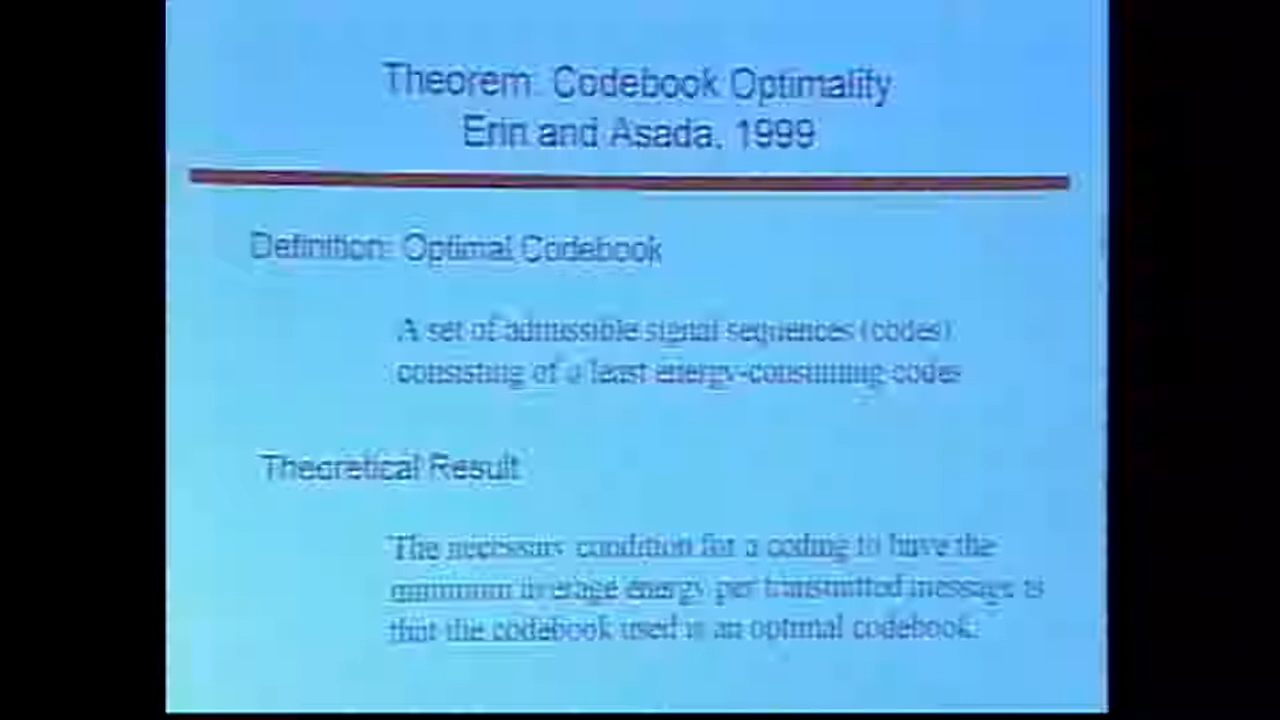 Theorem: Codebook Optimality
Erin and Asada, 1999
Definition: Optimal Codebook
A set of admissible signal sequences (codes)
consisting of a least energy-consuming codes
Theoretical Result
The necessary condition for a coding to have the
minimum average energy per transmitted message is
that the codebook used is an optimal codebook.